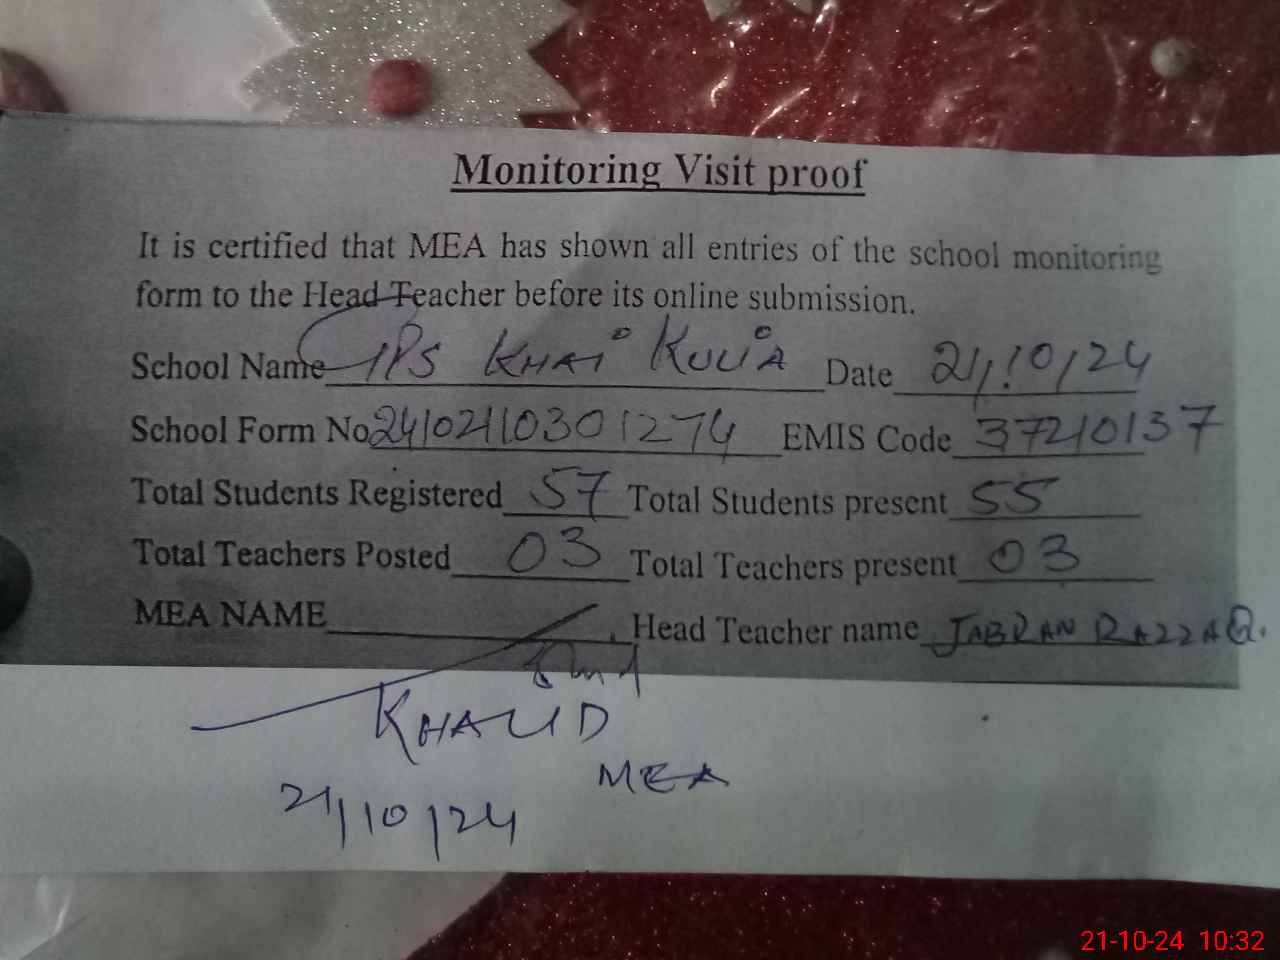 Monitoring Visit proof
It is certified that MEA has shown all entries of the school monitoring
form to the Head Teacher before its online submission.
School Name GPS KHAI KULIA Date 21/10/24
School Form No 24102110301274 EMIS Code 37210137
Total Students Registered 57 Total Students present 55
Total Teachers Posted 03 Total Teachers present 03
MEA NAME Head Teacher name JABRAN RAZZAQ.
KHALID
MEA
21/10/24
21-10-24 10:32